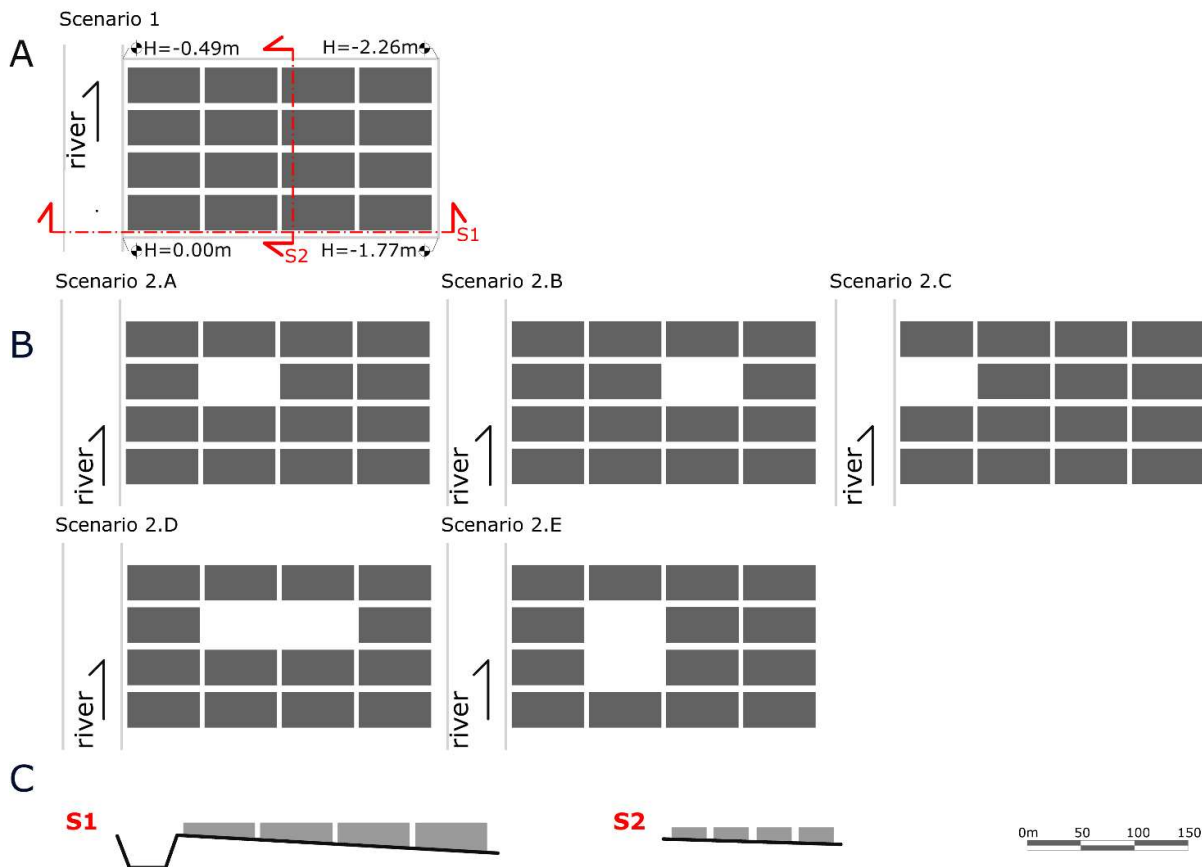 Scenario 1
A
H=-0.49m
H=-2.26m
river
S1
H=0.00m
S2
H=-1.77m
Scenario 2.A
Scenario 2.B
Scenario 2.C
B
river
river
river
Scenario 2.D
Scenario 2.E
river
river
C
S1
S2
0m 50 100 150